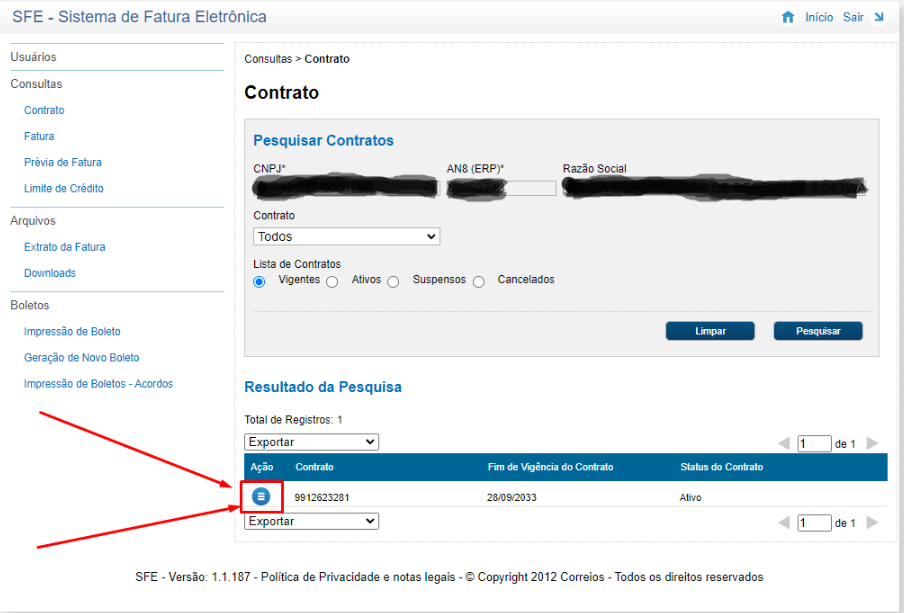 SFE - Sistema de Fatura Eletrônica
Início Sair
Usuários
Consultas
Contrato
Fatura
Prévia de Fatura
Limite de Crédito
Arquivos
Extrato da Fatura
Downloads
Boletos
Impressão de Boleto
Geração de Novo Boleto
Impressão de Boletos - Acordos
Consultas > Contrato
Contrato
Pesquisar Contratos
CNPJ* AN8 (ERP)* Razão Social
Contrato
Todos
Lista de Contratos
Vigentes Ativos Suspensos Cancelados
Limpar Pesquisar
Resultado da Pesquisa
Total de Registros: 1
Exportar 1 de 1
Ação Contrato Fim de Vigência do Contrato Status do Contrato
9912623281 28/09/2033 Ativo
Exportar 1 de 1
SFE - Versão: 1.1.187 - Política de Privacidade e notas legais - © Copyright 2012 Correios - Todos os direitos reservados